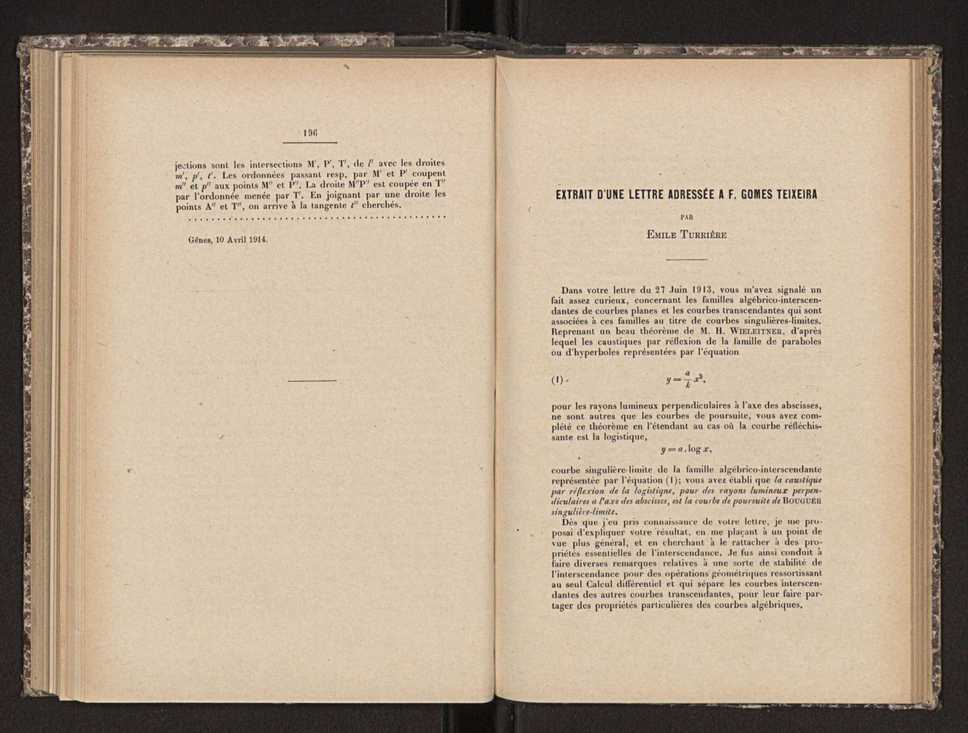 196
jections sont les intersections M', P', T', de l' avec les droites
m', p', t'. Les ordonnées passant resp. par M' et P' coupent
m'' et p'' aux points M'' et P''. La droite M''P'' est coupée en T''
par l'ordonnée menée par T'. En joignant par une droite les
points A'' et T'', on arrive à la tangente t'' cherchés.
Gênes, 10 Avril 1914.
EXTRAIT D'UNE LETTRE ADRESSÉE A F. GOMES TEIXEIRA
PAR
EMILE TURRIÈRE
Dans votre lettre du 27 Juin 1913, vous m'avez signalé un
fait assez curieux, concernant les familles algébrico-interscen-
dantes de courbes planes et les courbes transcendantes qui sont
associées à ces familles au titre de courbes singulières-limites.
Reprenant un beau théorème de M. H. WIELEITNER, d'après
lequel les caustiques par réflexion de la famille de paraboles
ou d'hyperboles représentées par l'équation
(1) y = a/k x^k,
pour les rayons lumineux perpendiculaires à l'axe des abscisses,
ne sont autres que les courbes de poursuite, vous avez com-
plété ce théorème en l'étendant au cas où la courbe réfléchis-
sante est la logistique,
y = a . log x,
courbe singulière-limite de la famille algébrico-interscendante
représentée par l'équation (1); vous avez établi que la caustique
par réflexion de la logistique, pour des rayons lumineux perpen-
diculaires à l'axe des abscisses, est la courbe de poursuite de BOUGUER
singulière-limite.
Dès que j'eu pris connaissance de votre lettre, je me pro-
posai d'expliquer votre résultat, en me plaçant à un point de
vue plus général, et en cherchant à le rattacher à des pro-
priétés essentielles de l'interscendance. Je fus ainsi conduit à
faire diverses remarques relatives à une sorte de stabilité de
l'interscendance pour des opérations géométriques ressortissant
au seul Calcul différentiel et qui sépare les courbes interscen-
dantes des autres courbes transcendantes, pour leur faire par-
tager des propriétés particulières des courbes algébriques.